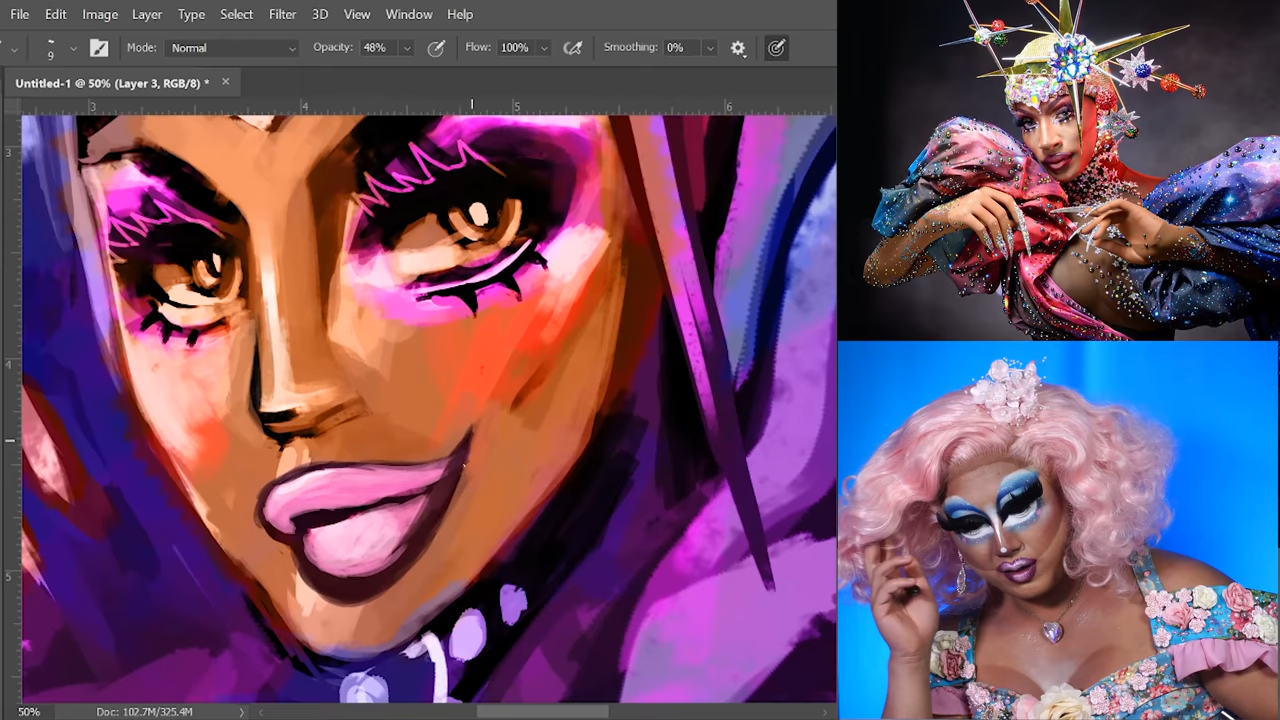 File Edit Image Layer Type Select Filter 3D View Window Help
9 Mode: Normal Opacity: 48% Flow: 100% Smoothing: 0%
Untitled-1 @ 50% (Layer 3, RGB/8) * ×
3 4 5 6
3
4
5
50% Doc: 102.7M/325.4M